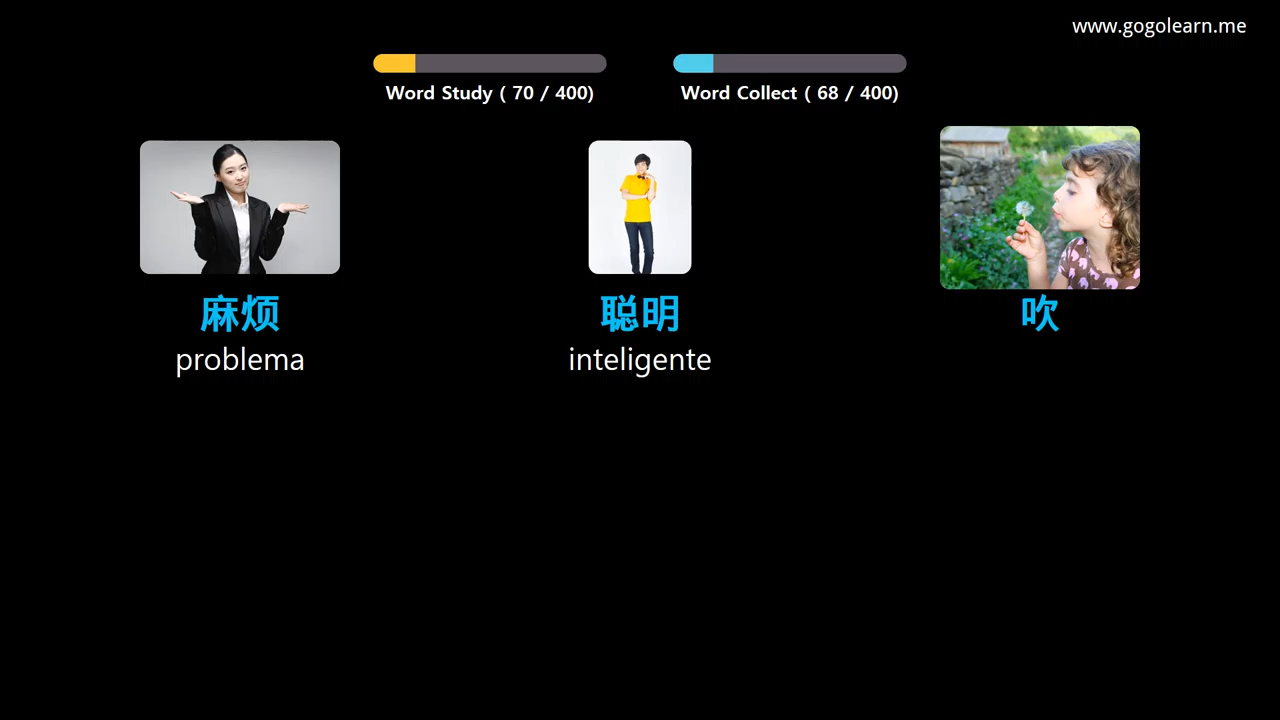 www.gogolearn.me
Word Study ( 70 / 400)
Word Collect ( 68 / 400)
麻烦
problema
聪明
inteligente
吹